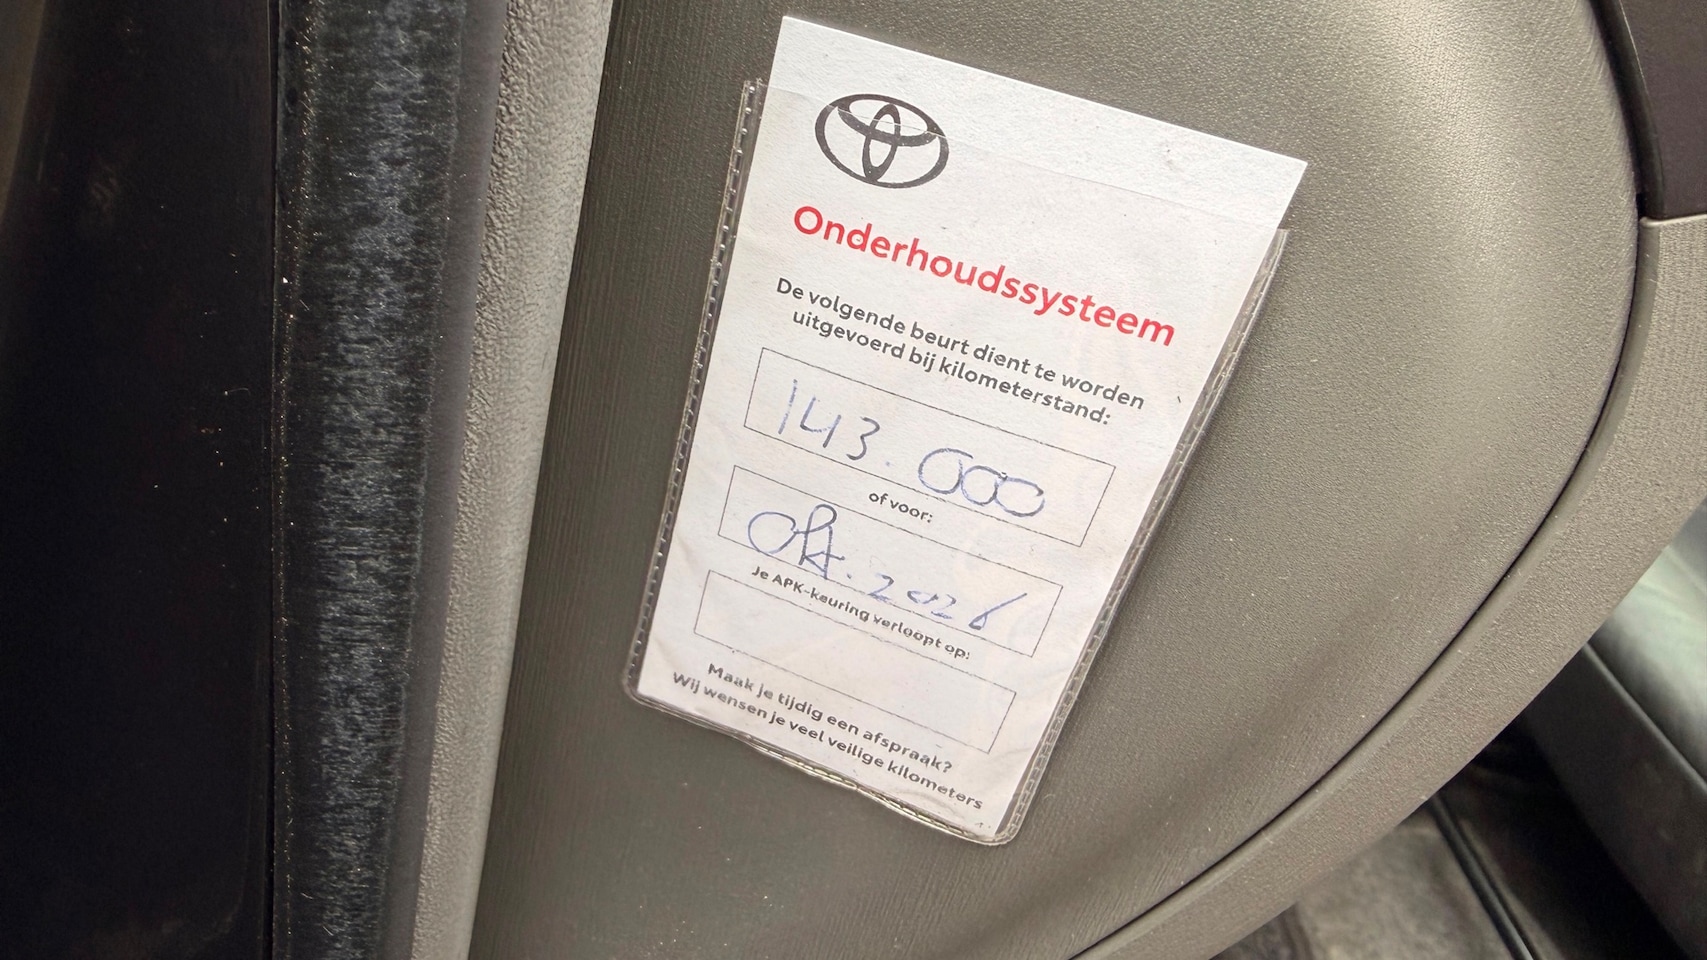 Onderhoudssysteem
De volgende beurt dient te worden
uitgevoerd bij kilometerstand:
143.000
of voor:
Okt. 2026
Je APK-keuring verloopt op:
Maak je tijdig een afspraak?
Wij wensen je veel veilige kilometers